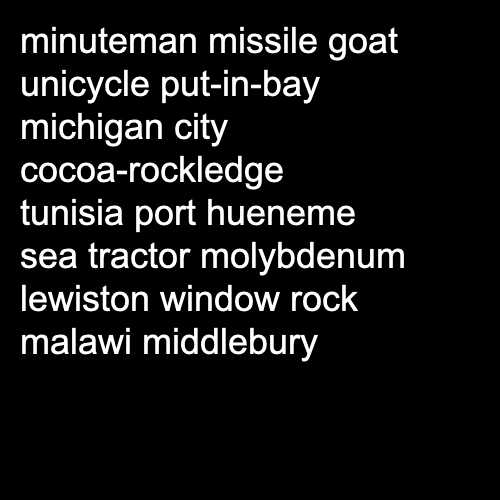 minuteman missile goat
unicycle put-in-bay
michigan city
cocoa-rockledge
tunisia port hueneme
sea tractor molybdenum
lewiston window rock
malawi middlebury